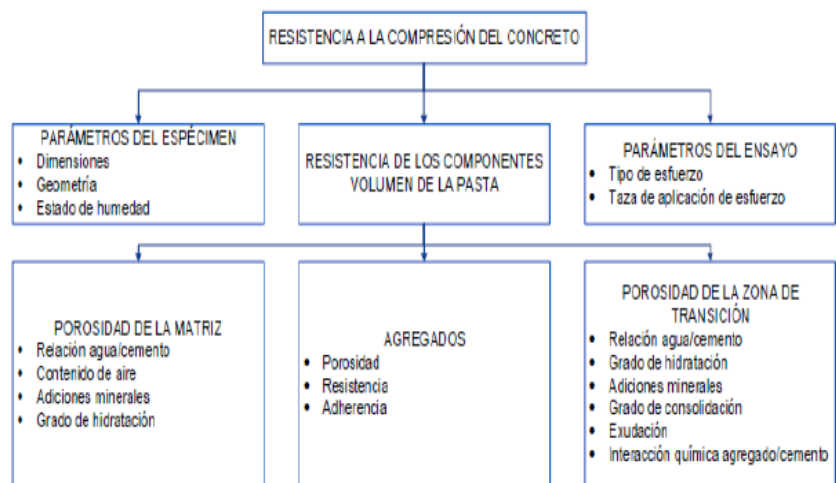 RESISTENCIA A LA COMPRESIÓN DEL CONCRETO
PARÁMETROS DEL ESPÉCIMEN
• Dimensiones
• Geometría
• Estado de humedad
RESISTENCIA DE LOS COMPONENTES
VOLUMEN DE LA PASTA
PARÁMETROS DEL ENSAYO
• Tipo de esfuerzo
• Taza de aplicación de esfuerzo
POROSIDAD DE LA MATRIZ
• Relación agua/cemento
• Contenido de aire
• Adiciones minerales
• Grado de hidratación
AGREGADOS
• Porosidad
• Resistencia
• Adherencia
POROSIDAD DE LA ZONA DE
TRANSICIÓN
• Relación agua/cemento
• Grado de hidratación
• Adiciones minerales
• Grado de consolidación
• Exudación
• Interacción química agregado/cemento